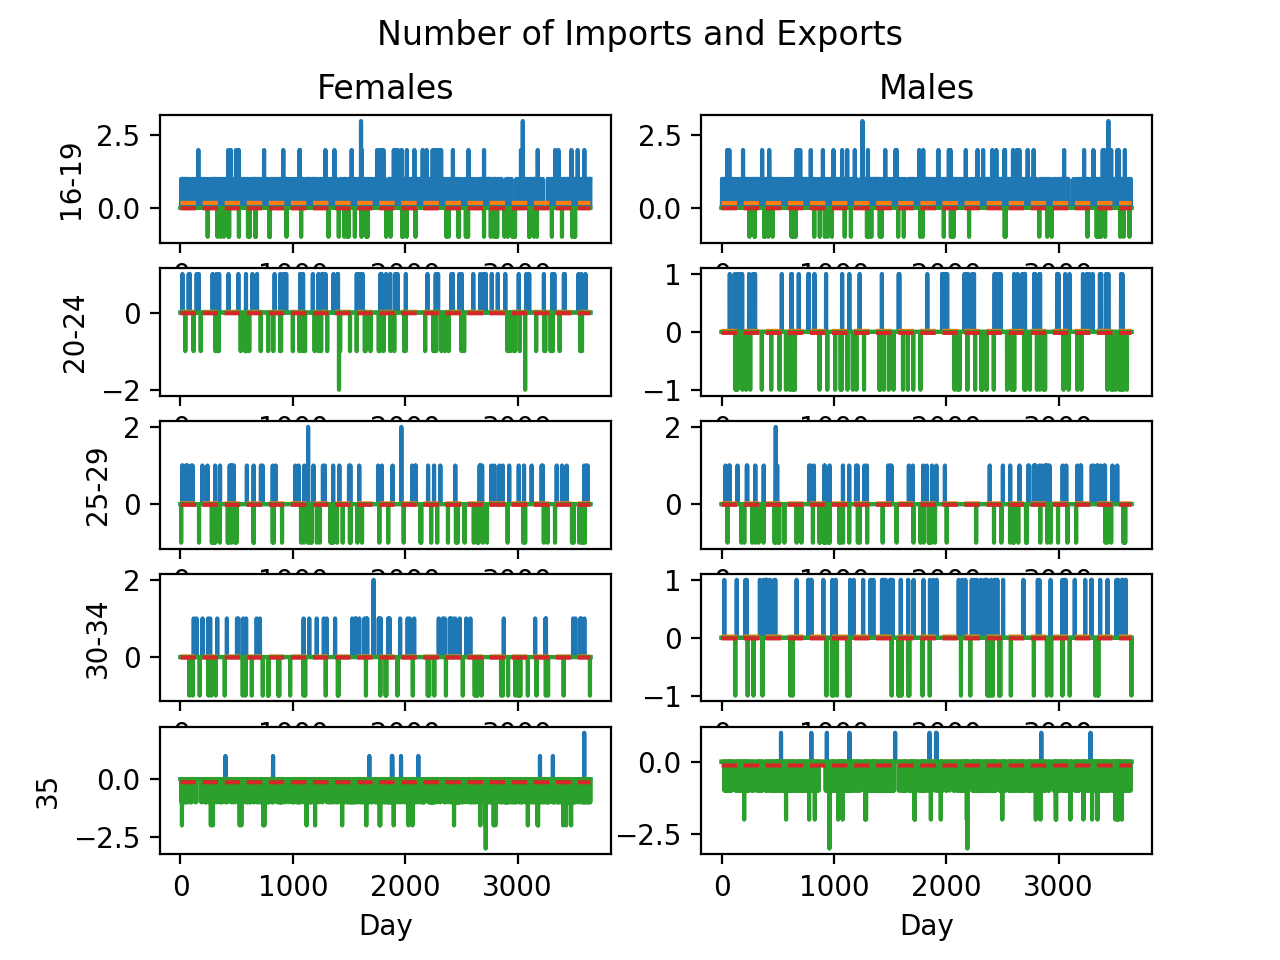 Number of Imports and Exports
Females Males
16-19 2.5 0.0 2.5 0.0
20-24 0 −2 1 0 −1
25-29 2 0 2 0
30-34 2 0 1 0 −1
35 0.0 −2.5 0.0 −2.5
0 1000 2000 3000 0 1000 2000 3000
Day Day